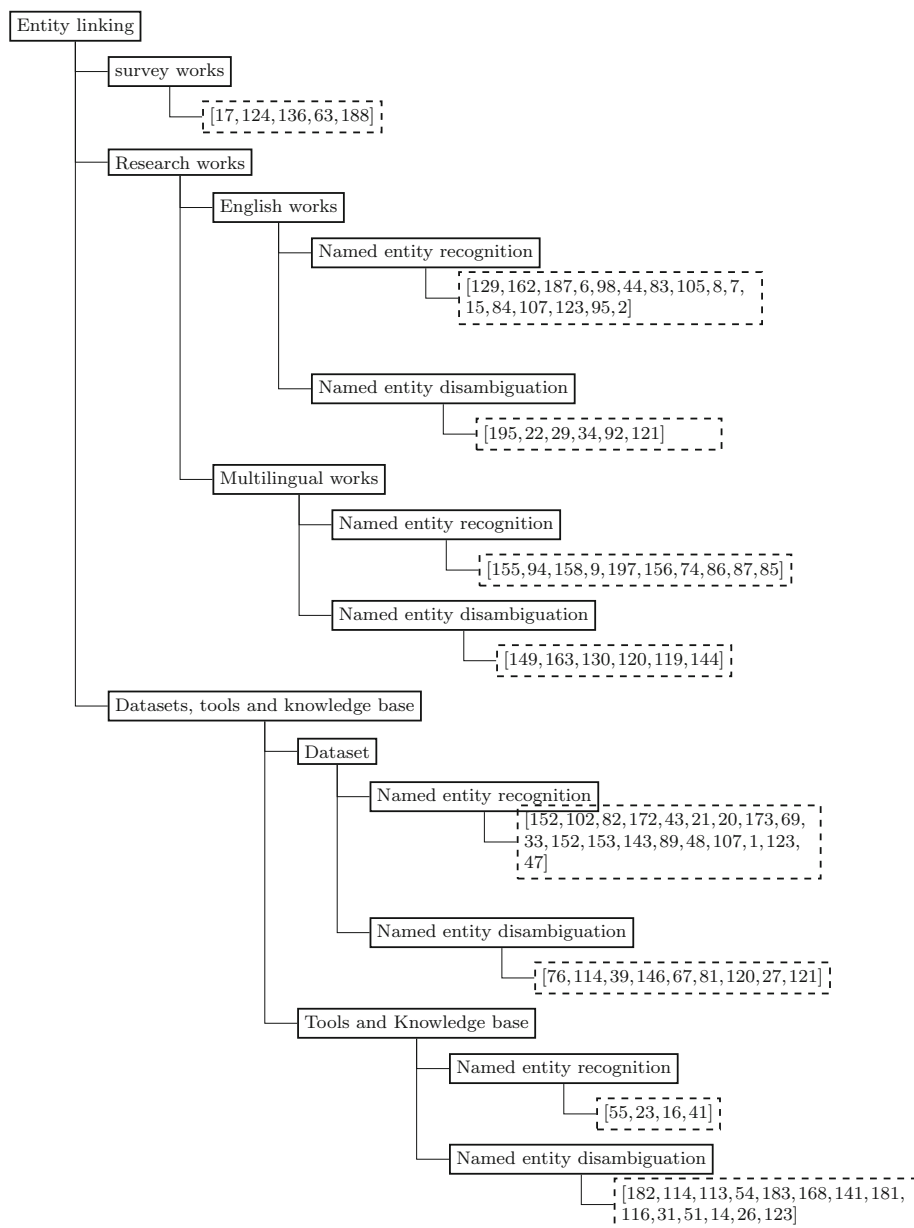 Entity linking
survey works
[17,124,136,63,188]
Research works
English works
Named entity recognition
[129,162,187,6,98,44,83,105,8,7,
15,84,107,123,95,2]
Named entity disambiguation
[195,22,29,34,92,121]
Multilingual works
Named entity recognition
[155,94,158,9,197,156,74,86,87,85]
Named entity disambiguation
[149,163,130,120,119,144]
Datasets, tools and knowledge base
Dataset
Named entity recognition
[152,102,82,172,43,21,20,173,69,
33,152,153,143,89,48,107,1,123,
47]
Named entity disambiguation
[76,114,39,146,67,81,120,27,121]
Tools and Knowledge base
Named entity recognition
[55,23,16,41]
Named entity disambiguation
[182,114,113,54,183,168,141,181,
116,31,51,14,26,123]